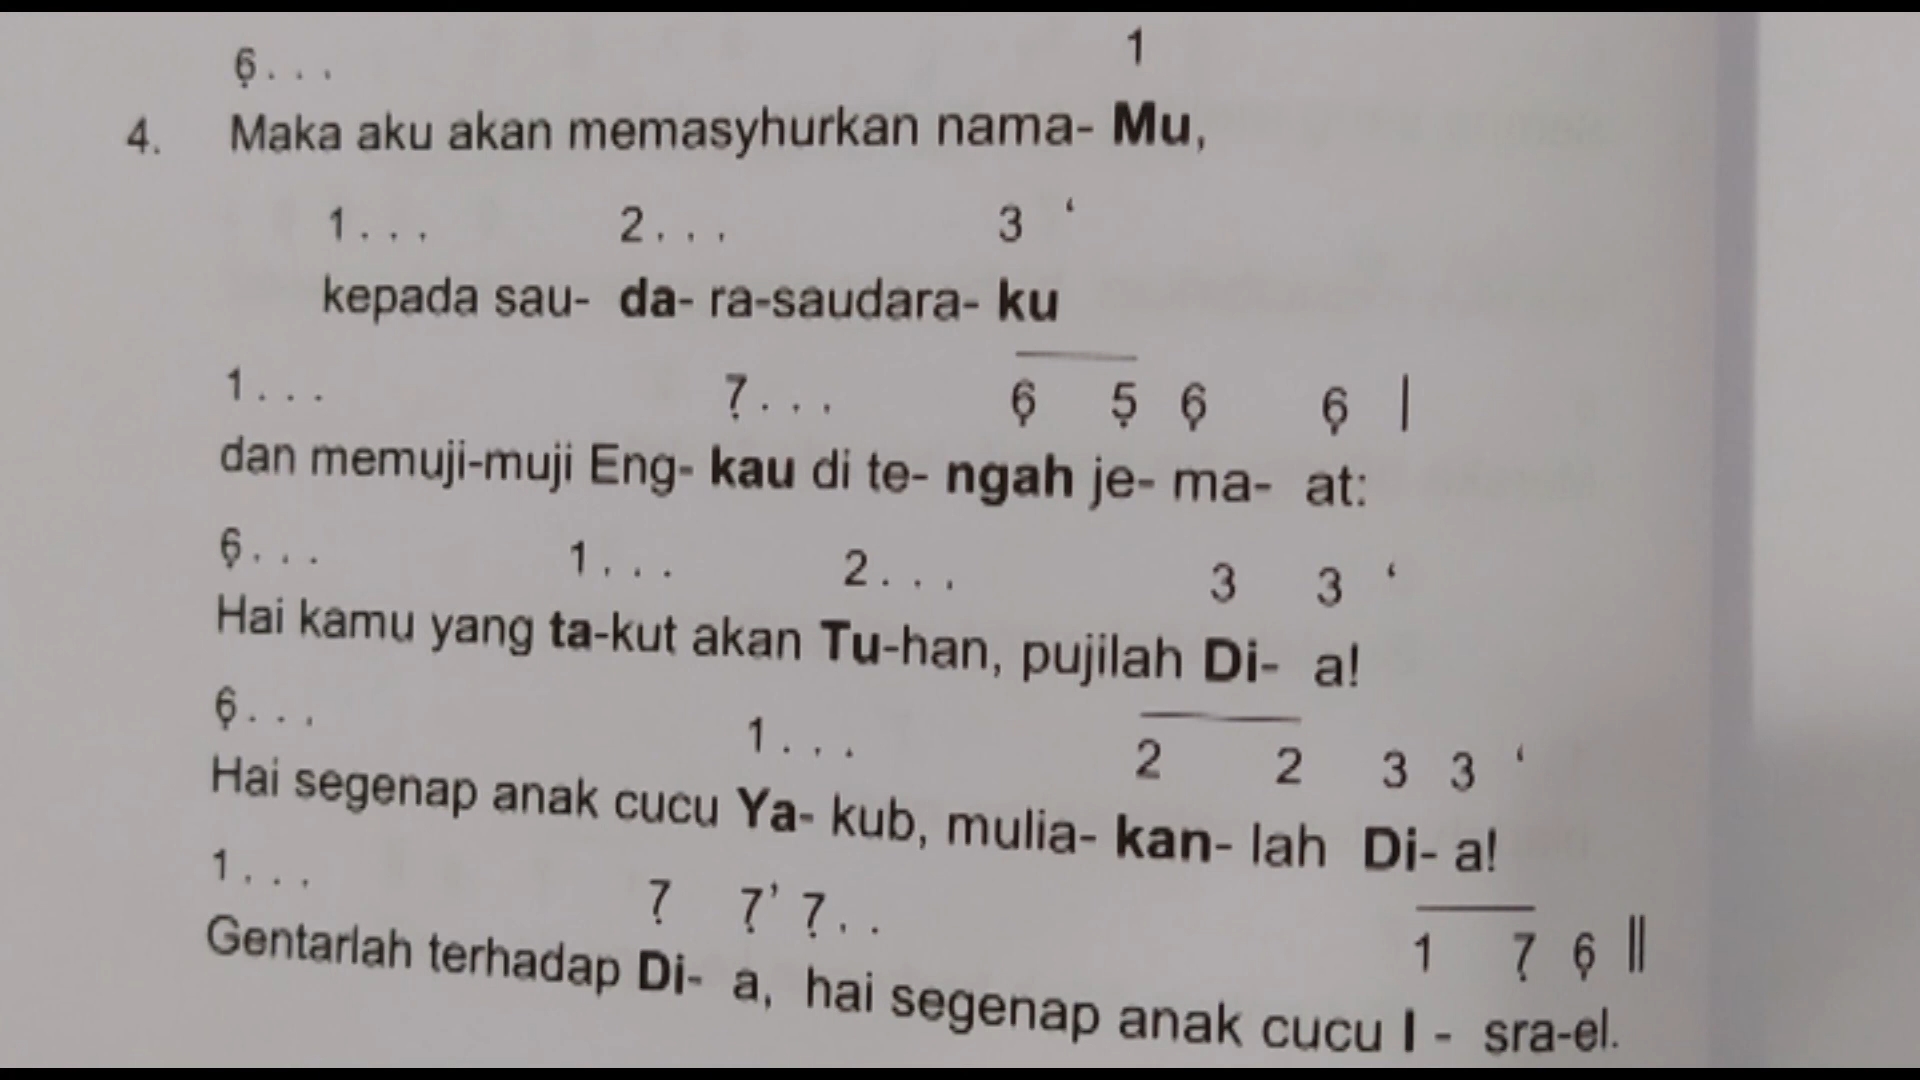 6 . . . 1
4. Maka aku akan memasyhurkan nama- Mu,
1 . . . 2 . . . 3 ‘
kepada sau- da- ra-saudara- ku
1 . . . 7̣ . . . 6̣ 5̣ 6̣ 6̣ |
dan memuji-muji Eng- kau di te- ngah je- ma- at:
6̣ . . . 1 . . . 2 . . . 3 3 ‘
Hai kamu yang ta-kut akan Tu-han, pujilah Di- a!
6̣ . . . 1 . . . 2 2 3 3 ‘
Hai segenap anak cucu Ya- kub, mulia- kan- lah Di- a!
1 . . . 7̣ 7̣’ 7̣ . . 1 7̣ 6̣ ||
Gentarlah terhadap Di- a, hai segenap anak cucu I - sra-el.